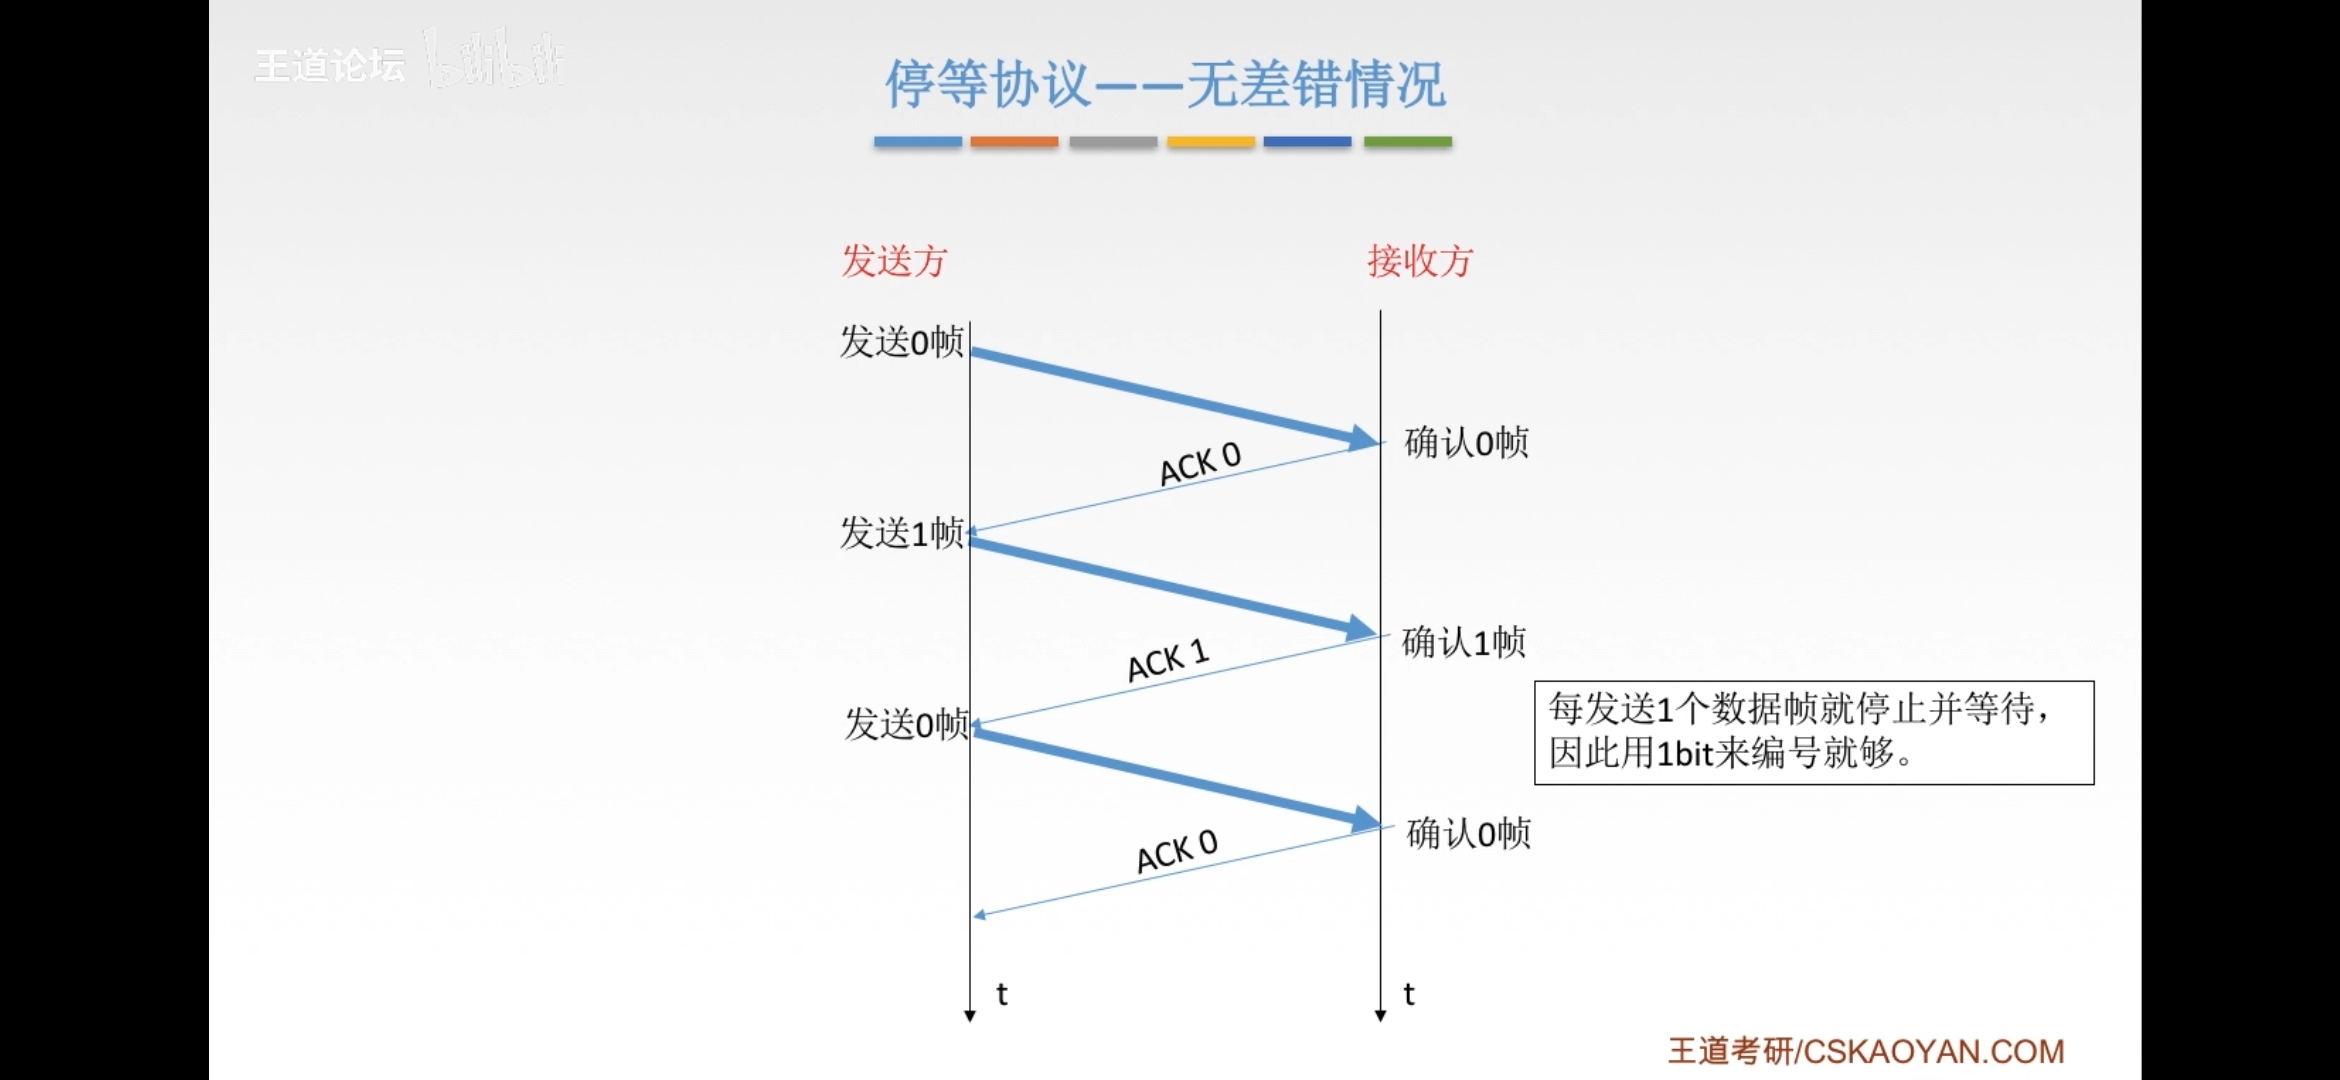 王道论坛 bilibili
停等协议——无差错情况
发送方
接收方
发送0帧
确认0帧
ACK 0
发送1帧
确认1帧
ACK 1
每发送1个数据帧就停止并等待，
因此用1bit来编号就够。
发送0帧
确认0帧
ACK 0
t
t
王道考研/CSKAOYAN.COM